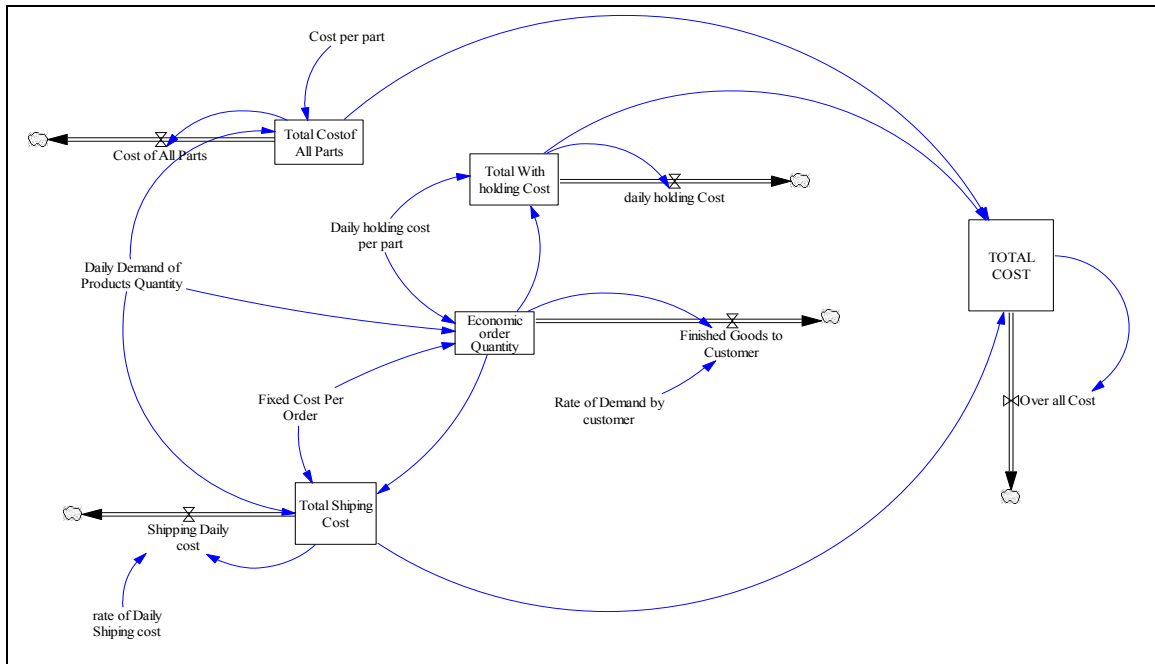 Cost per part
Total Costof
All Parts
Cost of All Parts
Total With
holding Cost
daily holding Cost
Daily holding cost
per part
TOTAL
COST
Daily Demand of
Products Quantity
Economic
order
Quantity
Finished Goods to
Customer
Fixed Cost Per
Order
Rate of Demand by
customer
Over all Cost
Total Shiping
Cost
Shipping Daily
cost
rate of Daily
Shiping cost